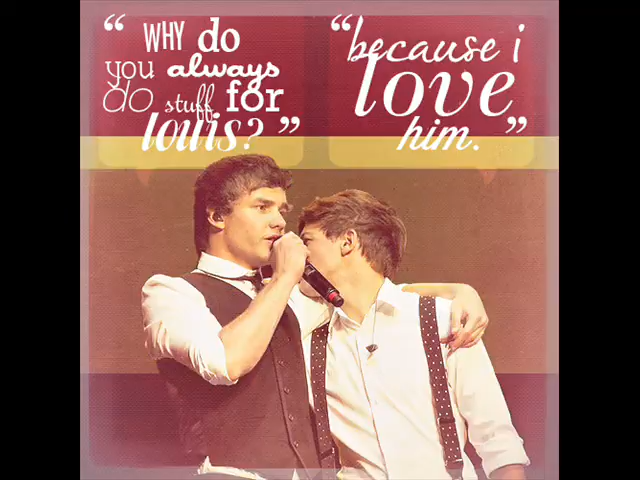 “ WHY do
you always
do stuff for
louis? ”
“because i
love
him. ”